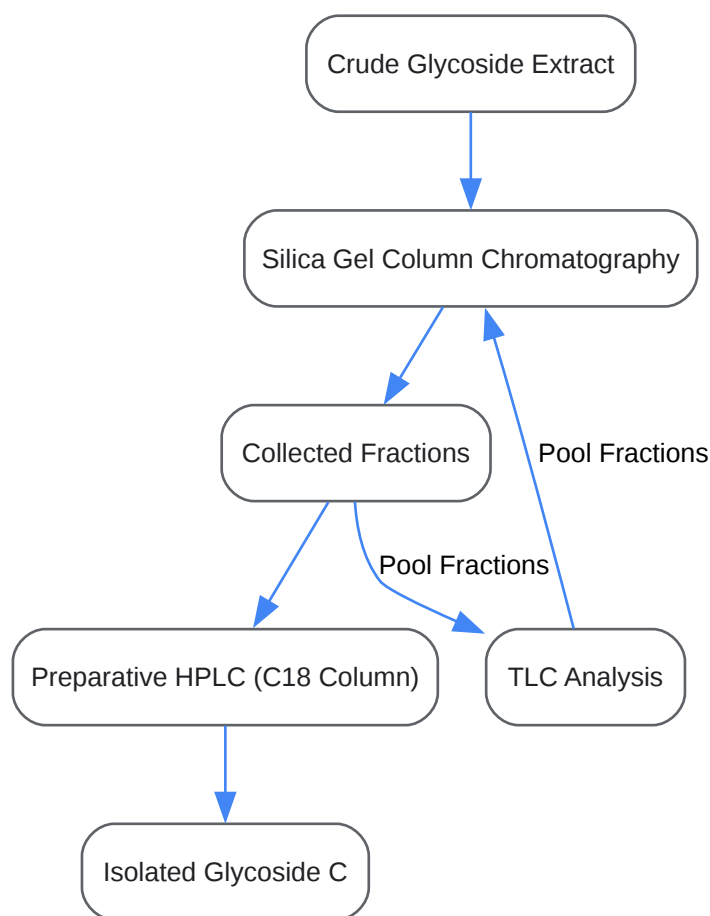 Crude Glycoside Extract
Silica Gel Column Chromatography
Collected Fractions
Pool Fractions
Pool Fractions
Preparative HPLC (C18 Column)
TLC Analysis
Isolated Glycoside C